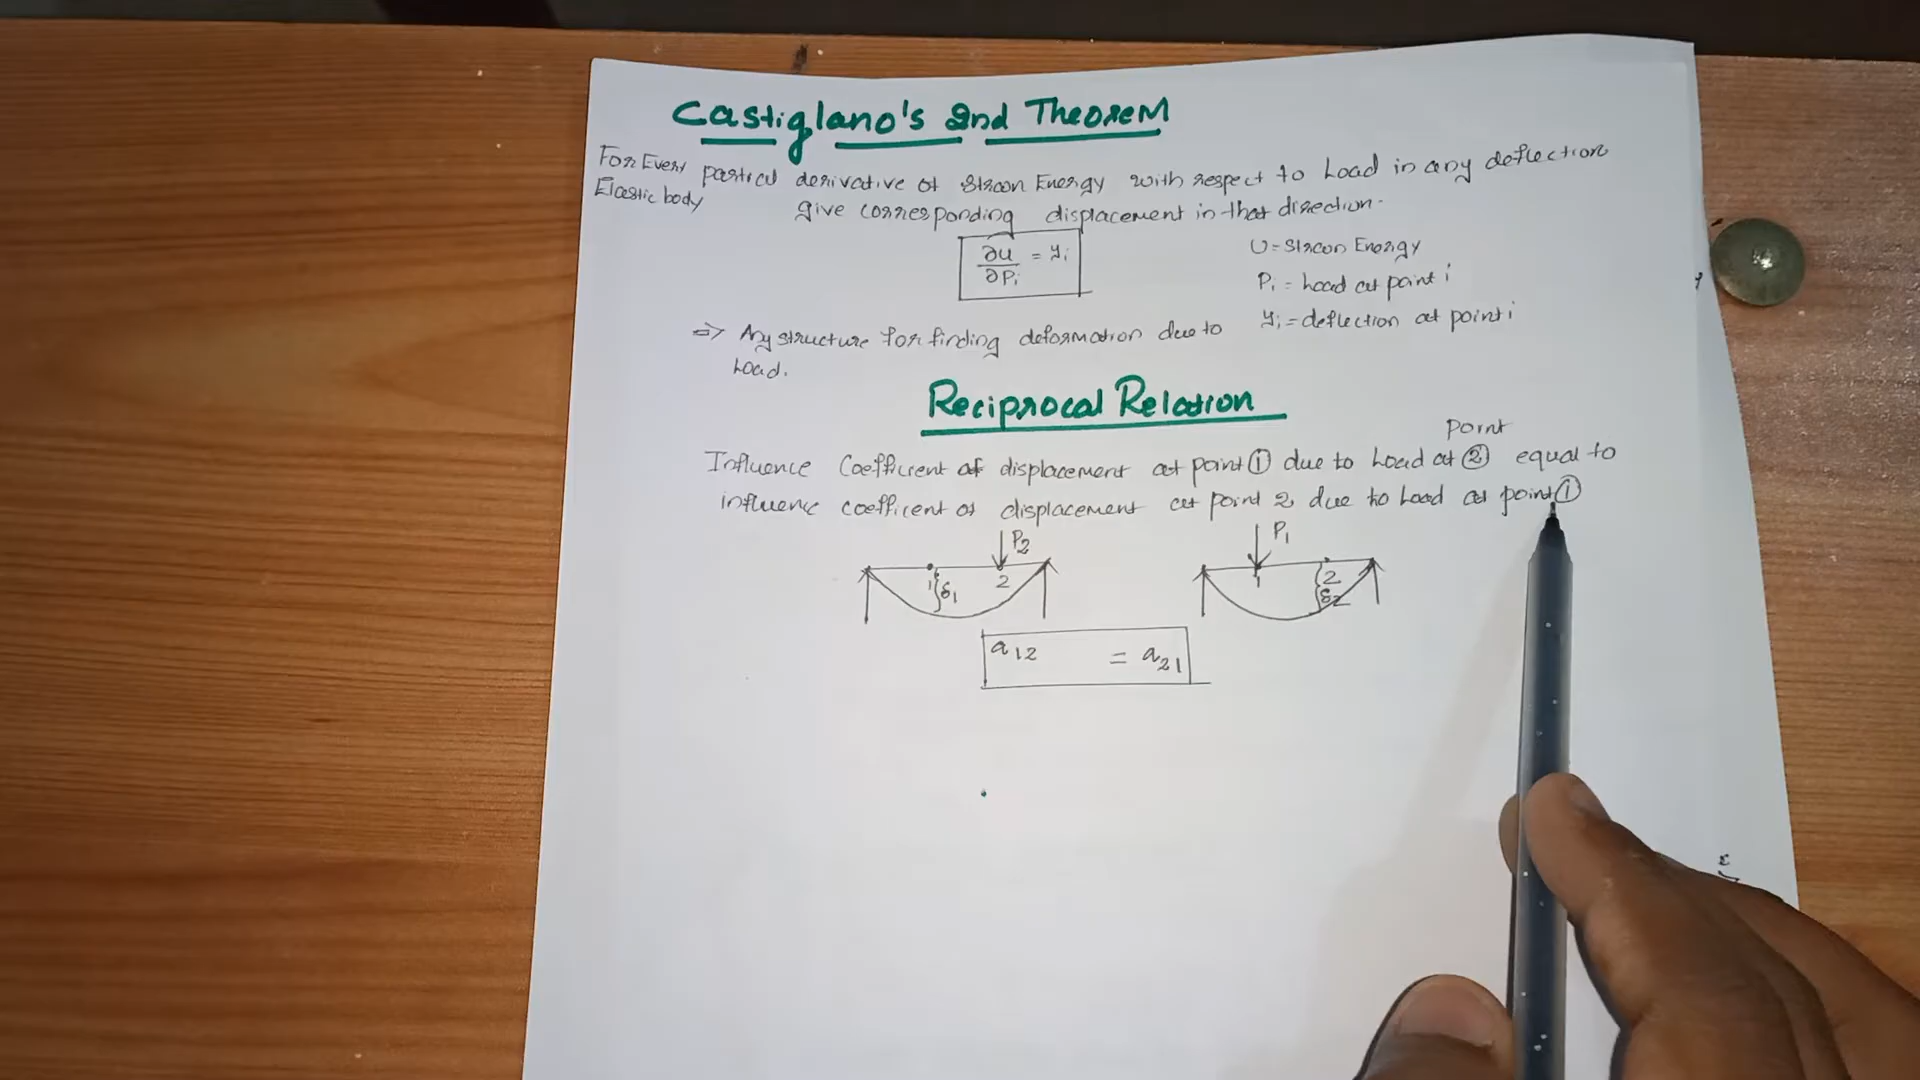 Castiglano's 2nd Theorem
For Every partical derivative of Strain Energy with respect to Load in any deflection
Elastic body give corresponding displacement in that direction.
∂u/∂Pi = yi
U = Strain Energy
Pi = Load at point i
yi = deflection at point i
⇒ Any structure for finding deformation due to
Load.
Reciprocal Relation
point
Influence Coefficient of displacement at point ① due to Load at ② equal to
influence coefficent of displacement at point 2 due to Load at point ①
P2
1 δ1 2
P1
1 2
δ2
a12 = a21